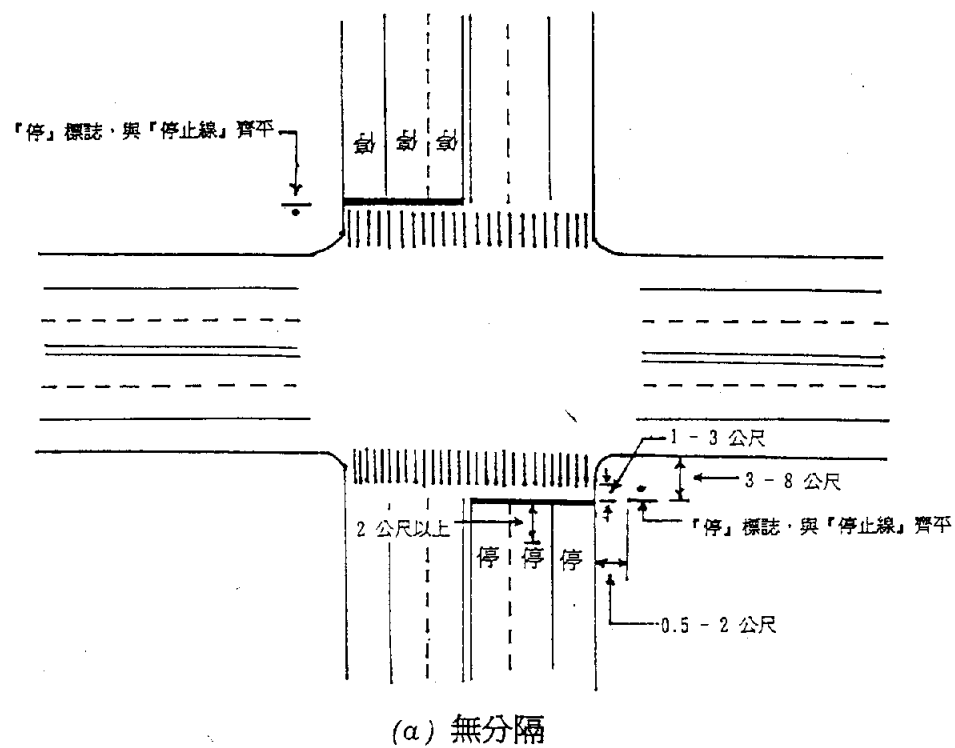 『停』標誌，與『停止線』齊平
停 停 停
1 - 3 公尺
3 - 8 公尺
『停』標誌，與『停止線』齊平
2 公尺以上
停 停 停
0.5 - 2 公尺
(a) 無分隔